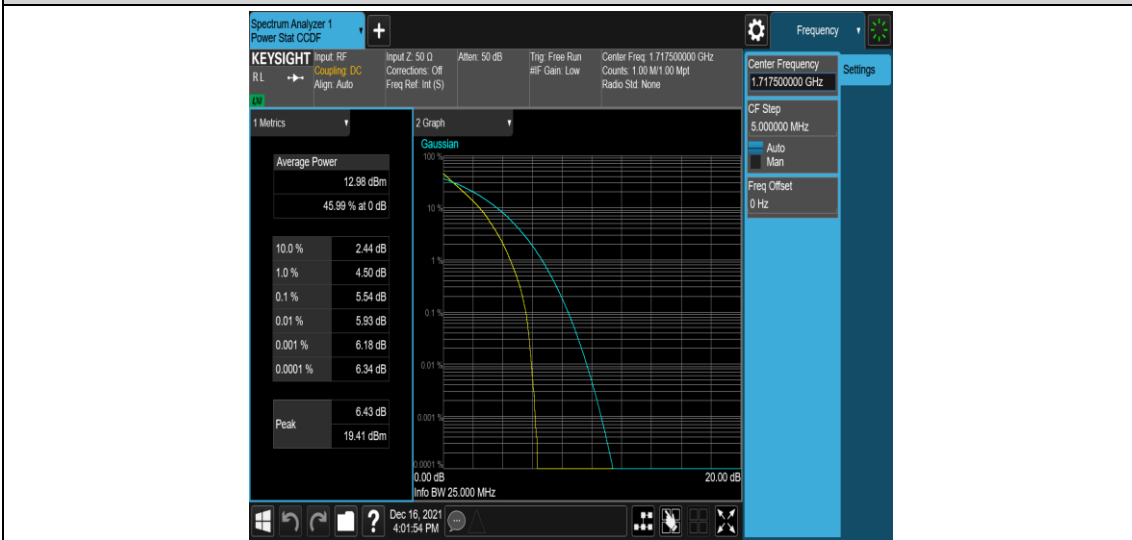 Spectrum Analyzer 1
Power Stat CCDF
+
Frequency
KEYSIGHT
RL
LXI
Input: RF
Coupling: DC
Align: Auto
Input Z: 50 Ω
Corrections: Off
Freq Ref: Int (S)
Atten: 50 dB
Trig: Free Run
#IF Gain: Low
Center Freq: 1.717500000 GHz
Counts: 1.00 M/1.00 Mpt
Radio Std: None
Center Frequency
1.717500000 GHz
Settings
CF Step
5.000000 MHz
Auto
Man
Freq Offset
0 Hz
1 Metrics
Average Power
12.98 dBm
45.99 % at 0 dB
10.0 % 2.44 dB
1.0 % 4.50 dB
0.1 % 5.54 dB
0.01 % 5.93 dB
0.001 % 6.18 dB
0.0001 % 6.34 dB
Peak
6.43 dB
19.41 dBm
2 Graph
Gaussian
100 %
10 %
1 %
0.1 %
0.01 %
0.001 %
0.0001 %
0.00 dB 20.00 dB
Info BW 25.000 MHz
?
Dec 16, 2021
4:01:54 PM